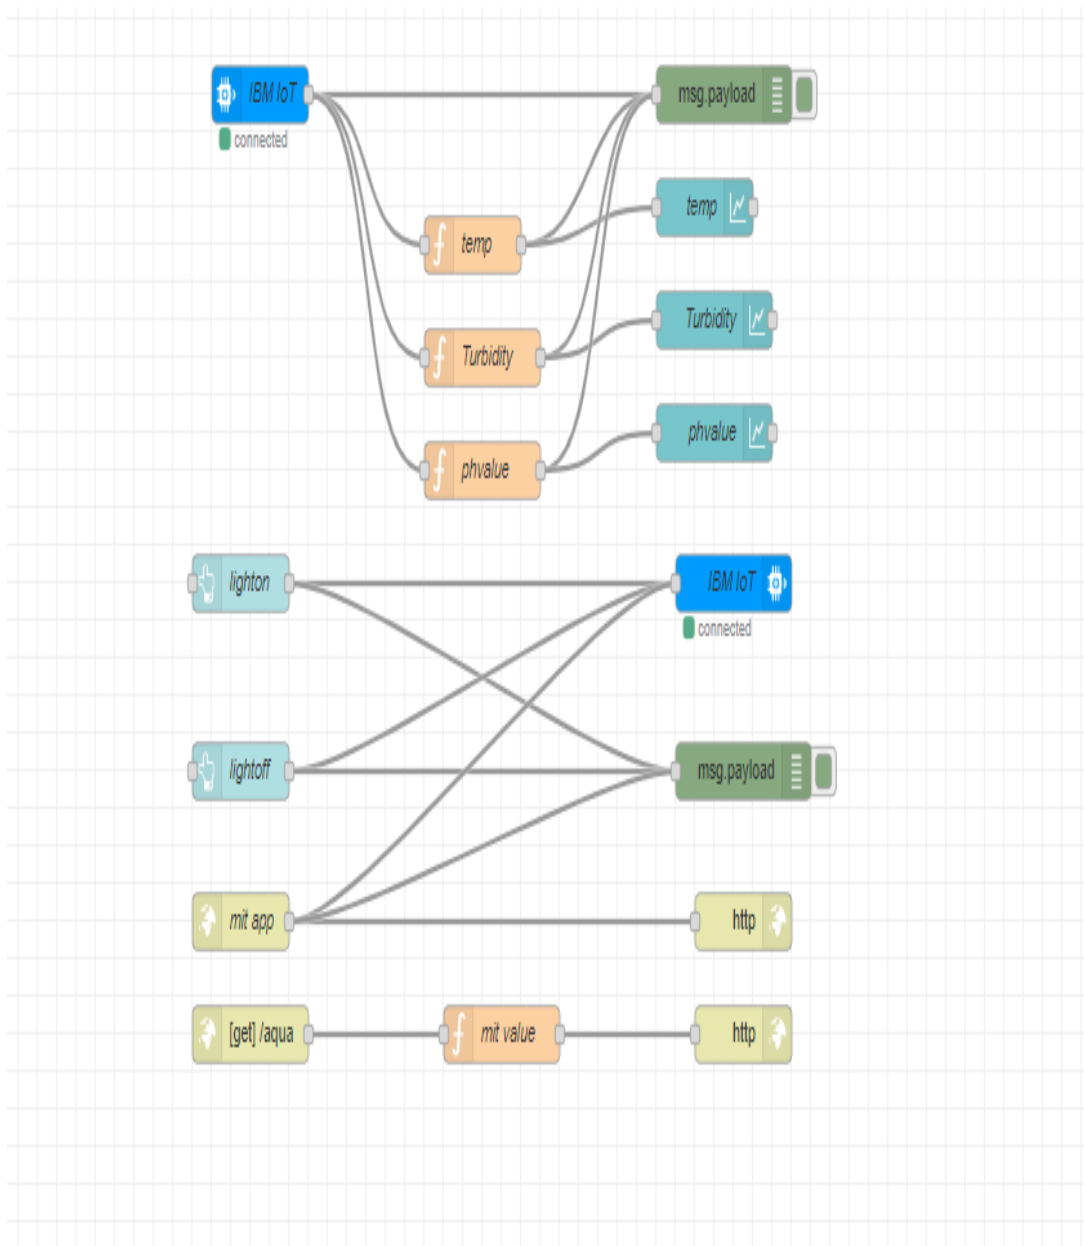 IBM IoT
msg.payload
connected
temp
temp
Turbidity
Turbidity
phvalue
phvalue
lighton
IBM IoT
connected
lightoff
msg.payload
mit app
http
[get] /aqua
mit value
http